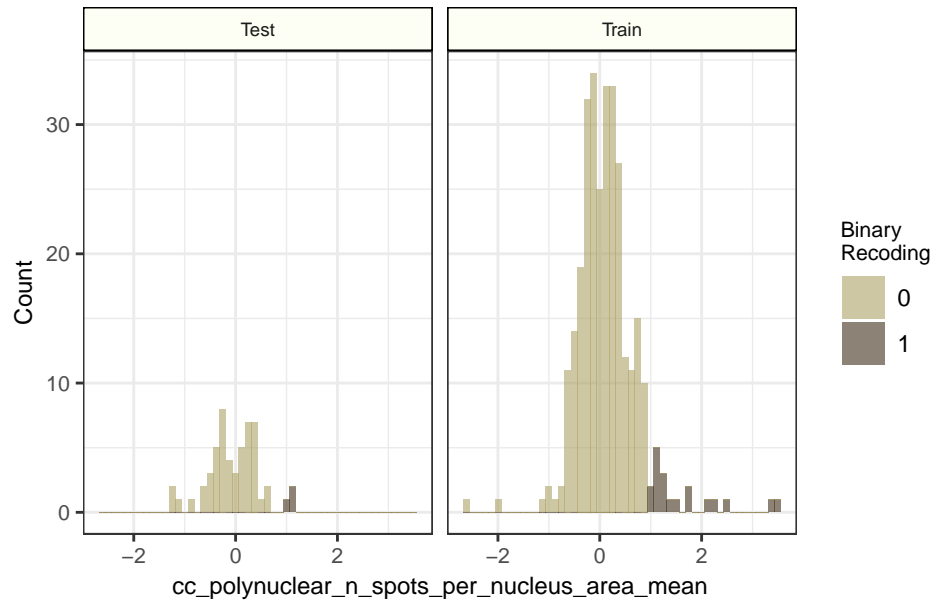 Test
Train
30
20
10
0
Count
−2
0
2
−2
0
2
cc_polynuclear_n_spots_per_nucleus_area_mean
Binary
Recoding
0
1